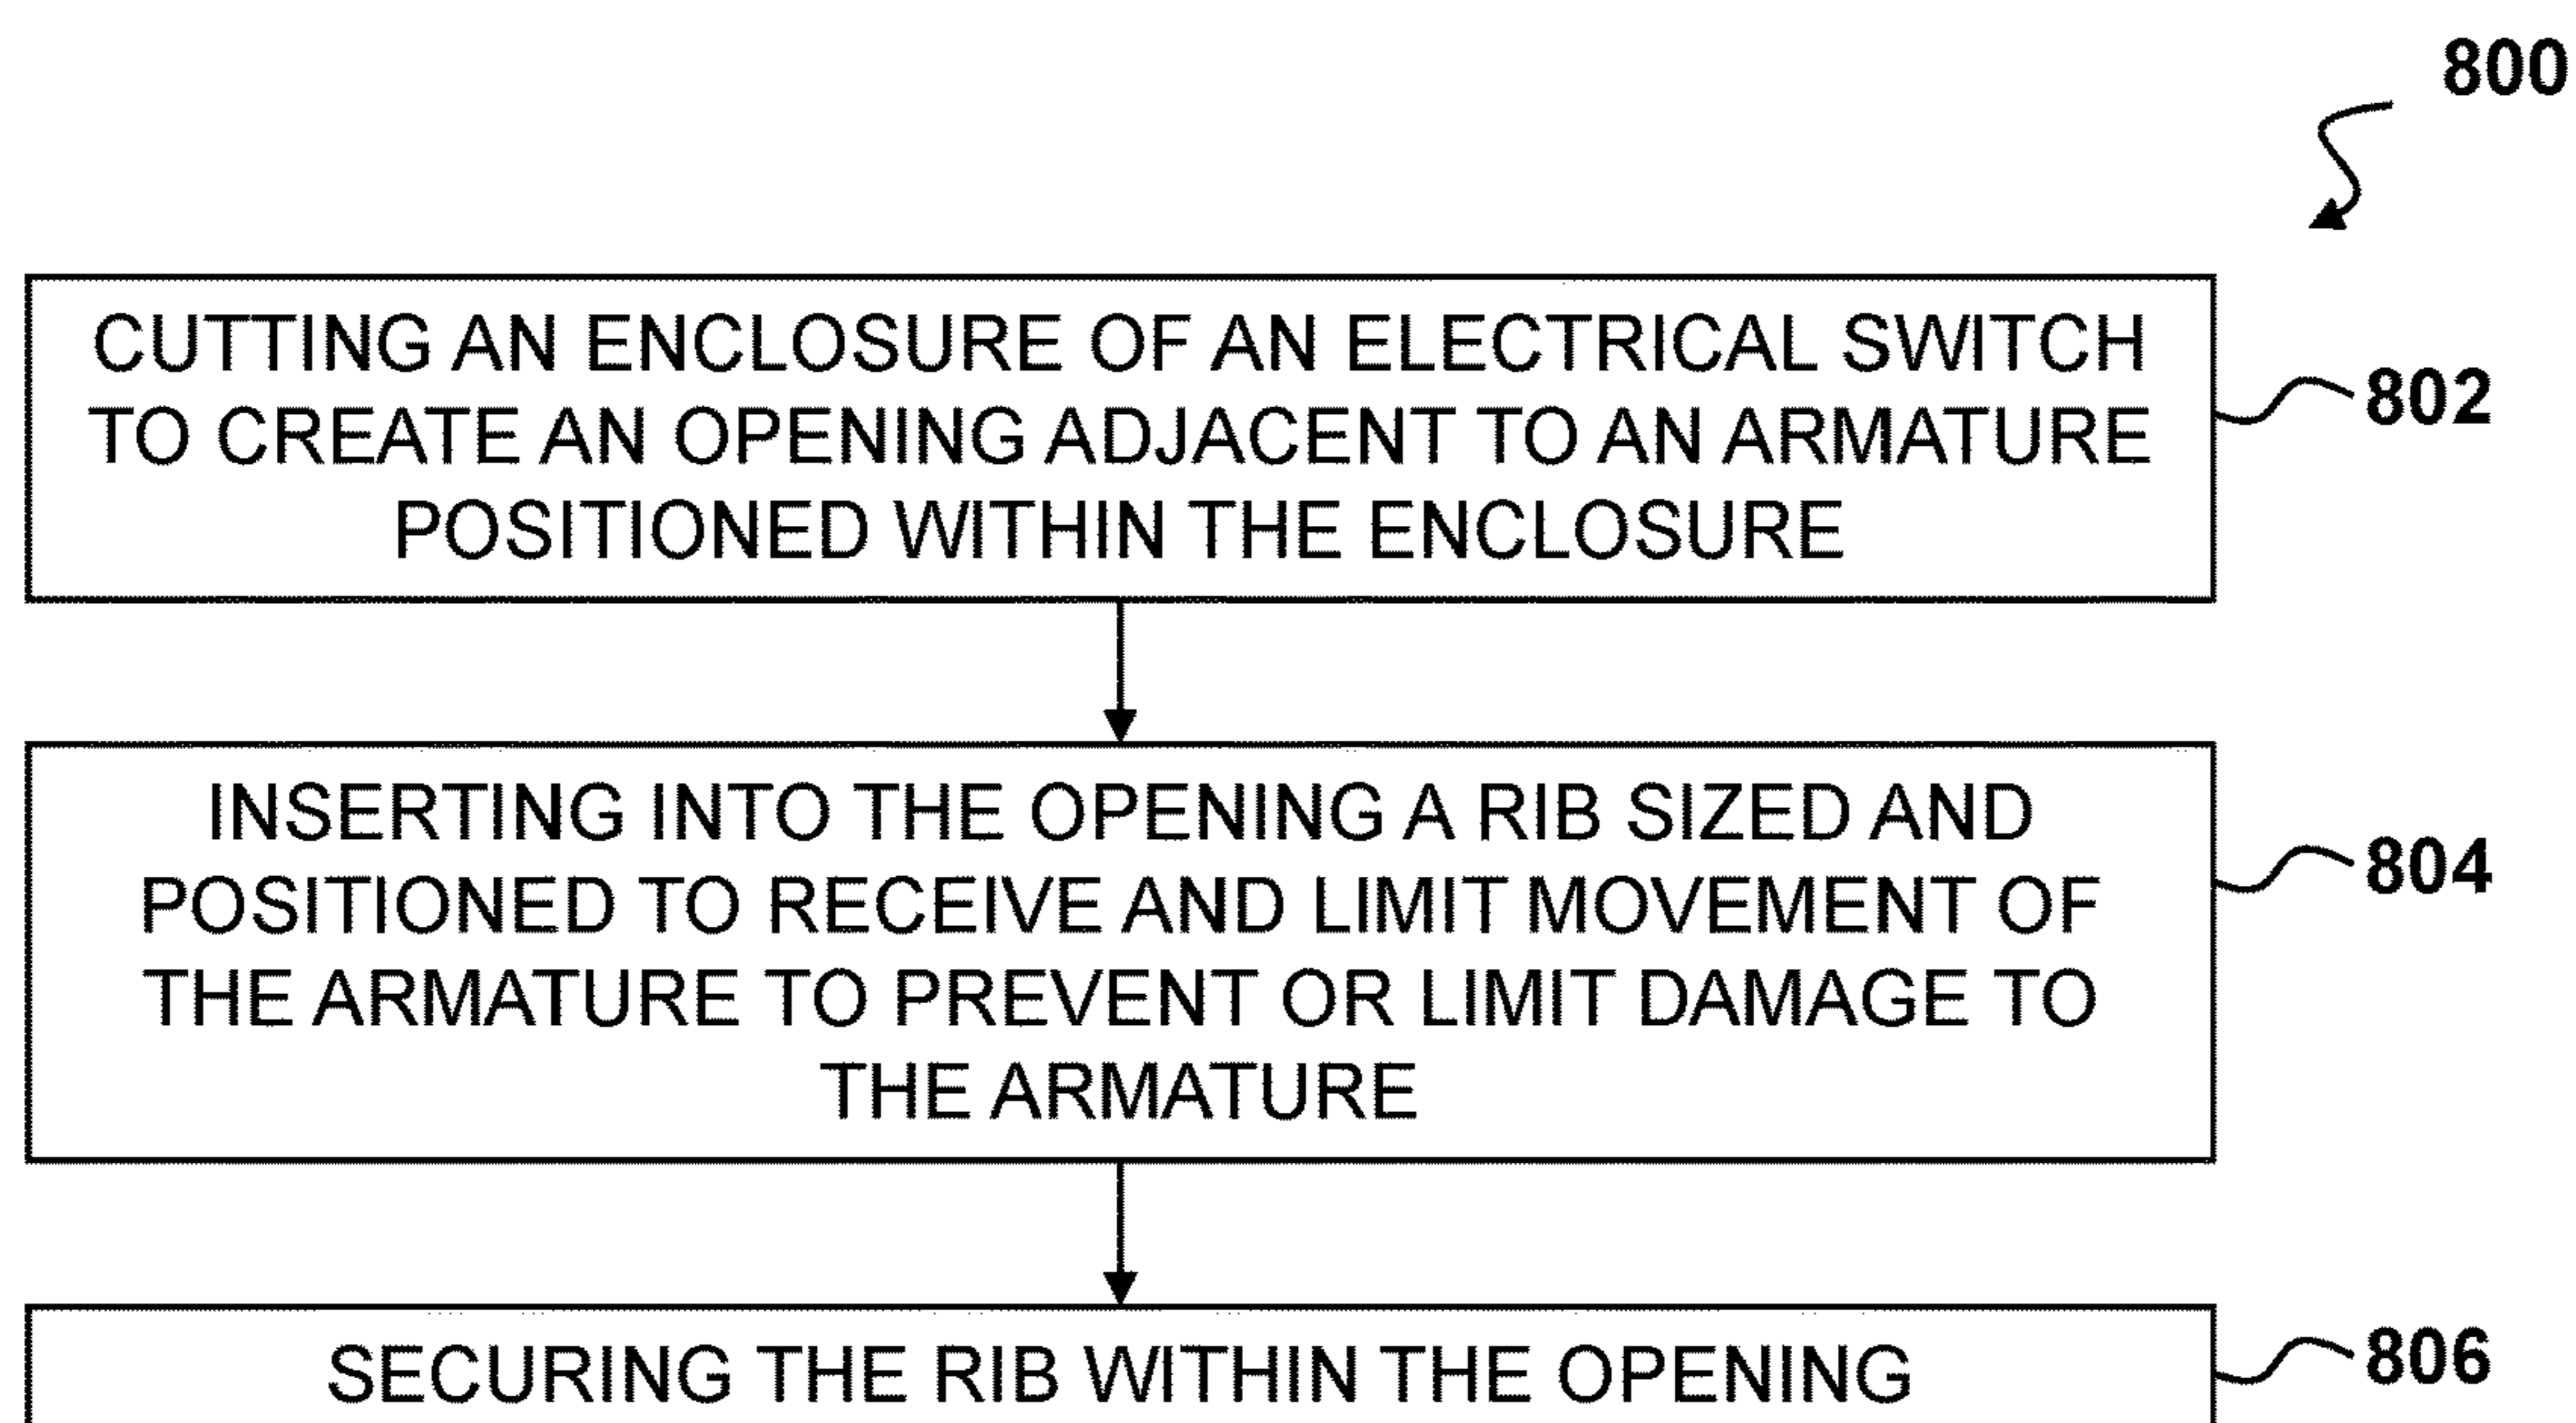 800
CUTTING AN ENCLOSURE OF AN ELECTRICAL SWITCH
TO CREATE AN OPENING ADJACENT TO AN ARMATURE
POSITIONED WITHIN THE ENCLOSURE
802
INSERTING INTO THE OPENING A RIB SIZED AND
POSITIONED TO RECEIVE AND LIMIT MOVEMENT OF
THE ARMATURE TO PREVENT OR LIMIT DAMAGE TO
THE ARMATURE
804
SECURING THE RIB WITHIN THE OPENING
806